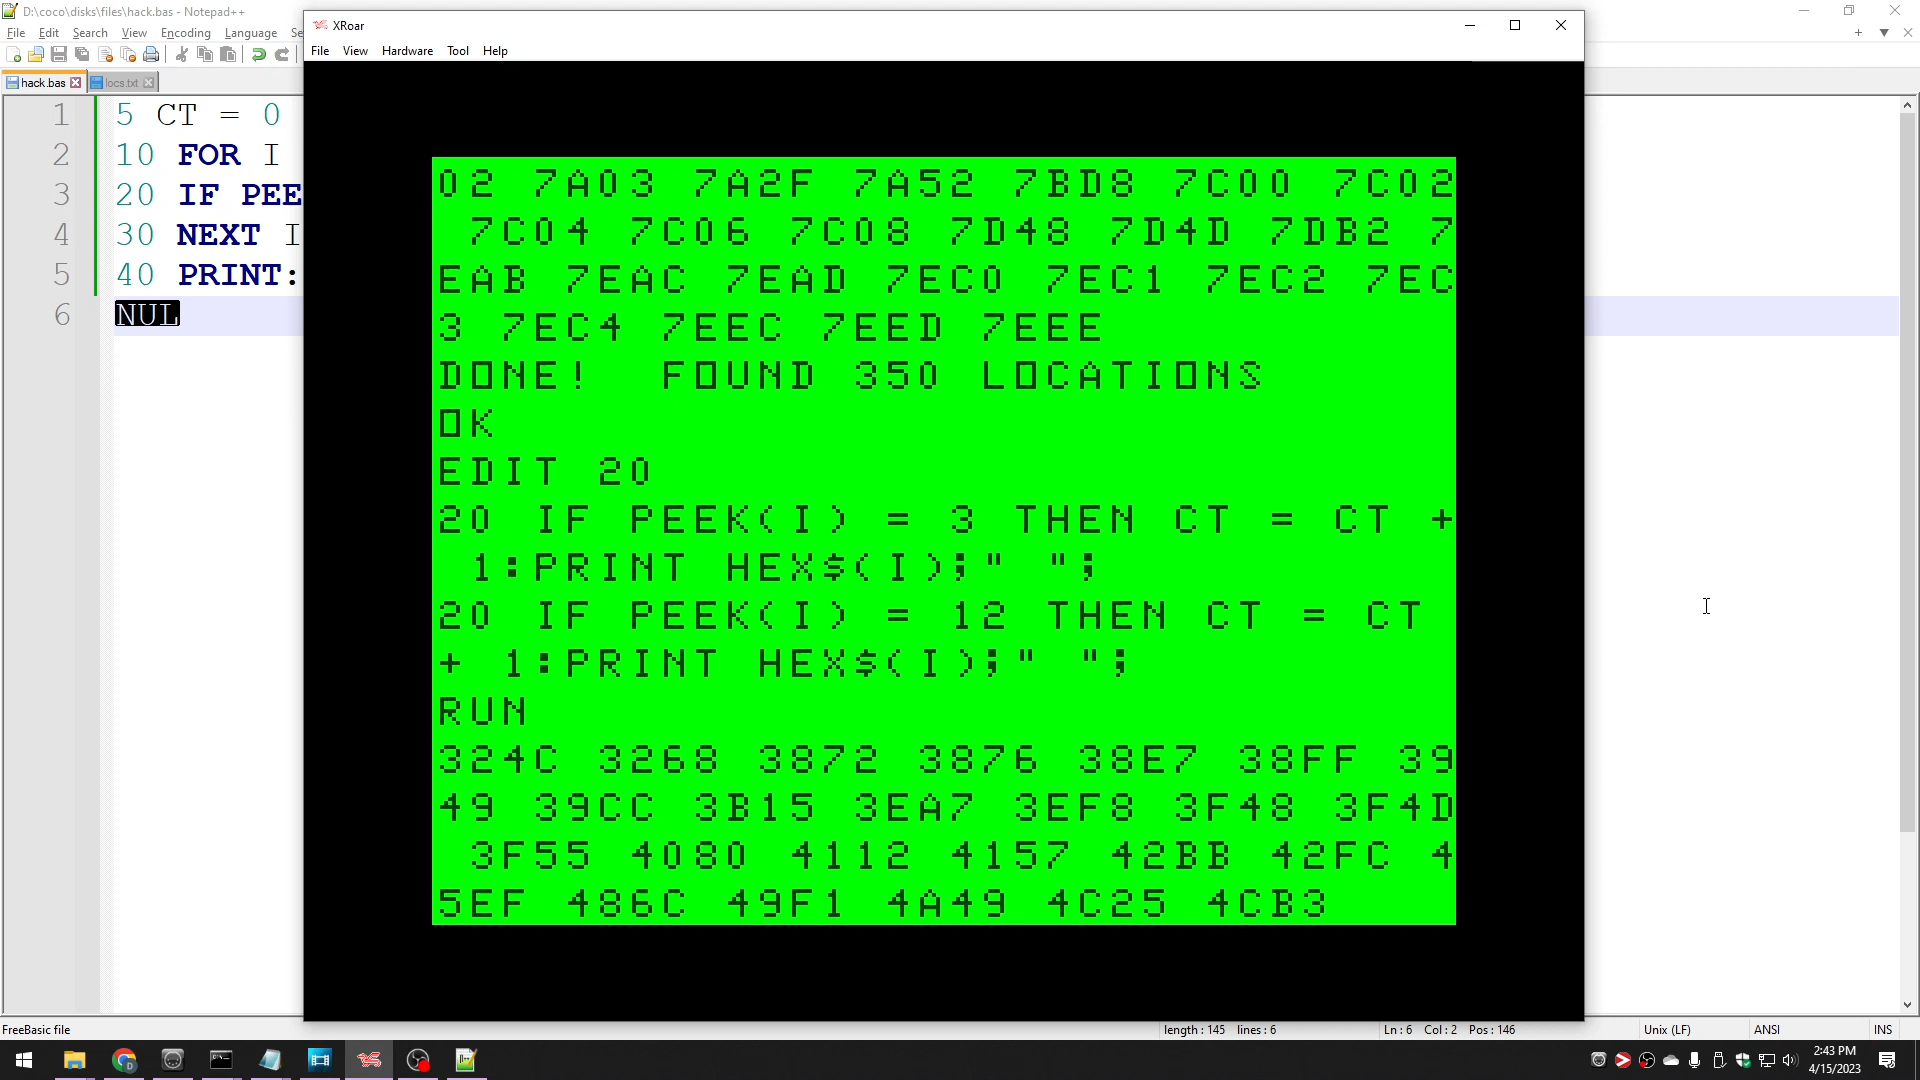 D:\coco\disks\files\hack.bas - Notepad++
File Edit Search View Encoding Language Se
hack.bas locs.txt
1 5 CT = 0
2 10 FOR I
3 20 IF PEE
4 30 NEXT I
5 40 PRINT:
6 NUL
XRoar
File View Hardware Tool Help
02 7A03 7A2F 7A52 7BD8 7C00 7C02
7C04 7C06 7C08 7D48 7D4D 7DB2 7
EAB 7EAC 7EAD 7EC0 7EC1 7EC2 7EC
3 7EC4 7EEC 7EED 7EEE
DONE! FOUND 350 LOCATIONS
OK
EDIT 20
20 IF PEEK(I) = 3 THEN CT = CT +
1:PRINT HEX$(I);" ";
20 IF PEEK(I) = 12 THEN CT = CT
+ 1:PRINT HEX$(I);" ";
RUN
324C 3268 3872 3876 38E7 38FF 39
49 39CC 3B15 3EA7 3EF8 3F48 3F4D
3F55 4080 4112 4157 42BB 42FC 4
5EF 486C 49F1 4A49 4C25 4CB3
FreeBasic file length : 145 lines : 6 Ln : 6 Col : 2 Pos : 146 Unix (LF) ANSI INS
2:43 PM
4/15/2023